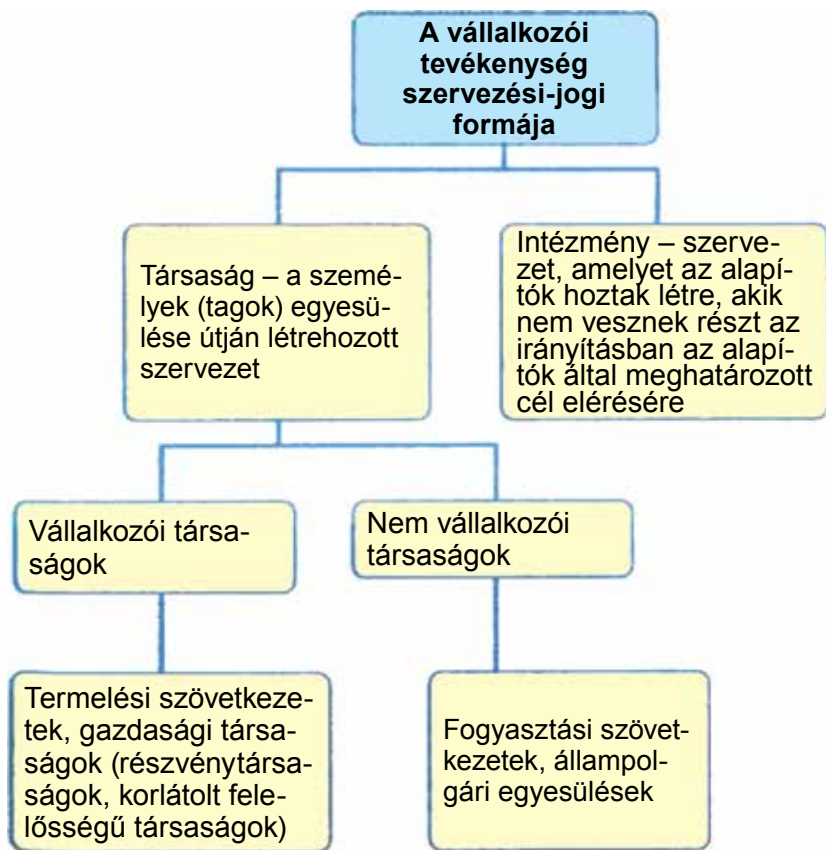 A vállalkozói
tevékenység
szervezési-jogi
formája
Társaság – a szemé-
lyek (tagok) egyesü-
lése útján létrehozott
szervezet
Intézmény – szerve-
zet, amelyet az alapí-
tók hoztak létre, akik
nem vesznek részt az
irányításban az alapí-
tók által meghatározott
cél elérésére
Vállalkozói társa-
ságok
Nem vállalkozói
társaságok
Termelési szövetkeze-
tek, gazdasági társa-
ságok (részvénytársa-
ságok, korlátolt fele-
lősségű társaságok)
Fogyasztási szövet-
kezetek, állampol-
gári egyesülések